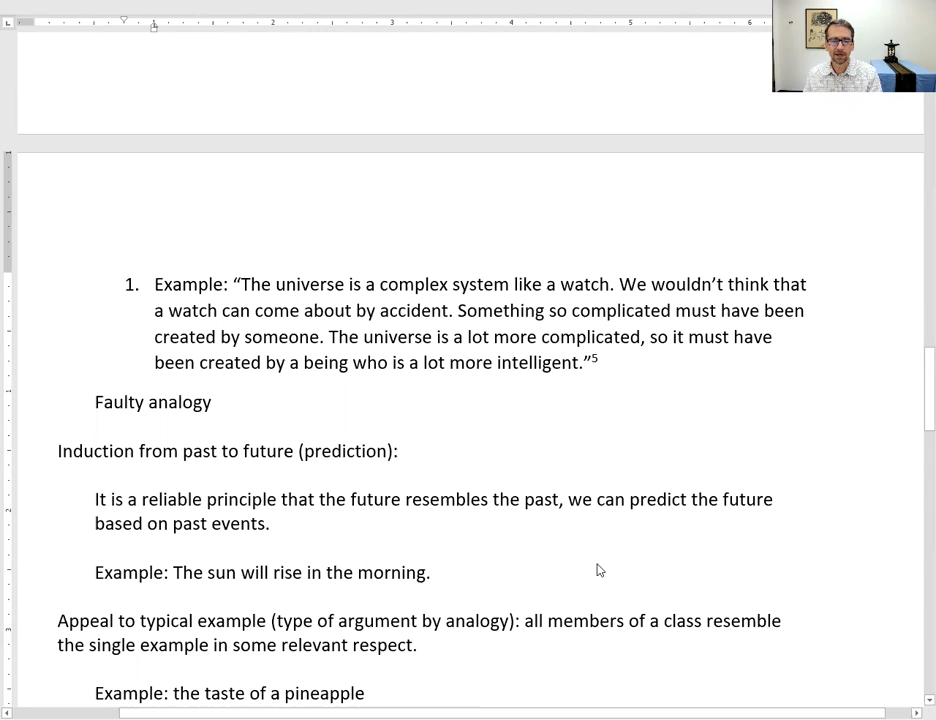 2 3 4 5 6
1. Example: “The universe is a complex system like a watch. We wouldn’t think that
a watch can come about by accident. Something so complicated must have been
created by someone. The universe is a lot more complicated, so it must have
been created by a being who is a lot more intelligent.”5
Faulty analogy
Induction from past to future (prediction):
It is a reliable principle that the future resembles the past, we can predict the future
based on past events.
Example: The sun will rise in the morning.
Appeal to typical example (type of argument by analogy): all members of a class resemble
the single example in some relevant respect.
Example: the taste of a pineapple